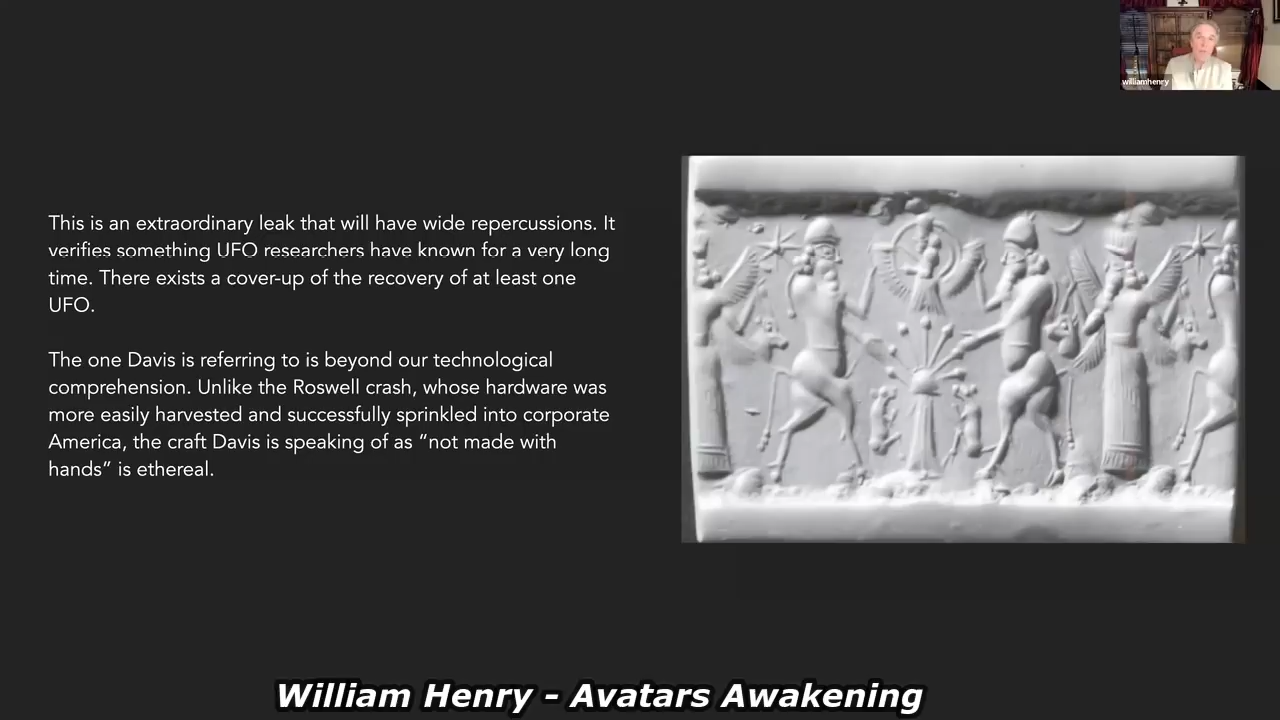 williamhenry
This is an extraordinary leak that will have wide repercussions. It
verifies something UFO researchers have known for a very long
time. There exists a cover-up of the recovery of at least one
UFO.
The one Davis is referring to is beyond our technological
comprehension. Unlike the Roswell crash, whose hardware was
more easily harvested and successfully sprinkled into corporate
America, the craft Davis is speaking of as “not made with
hands” is ethereal.
William Henry - Avatars Awakening